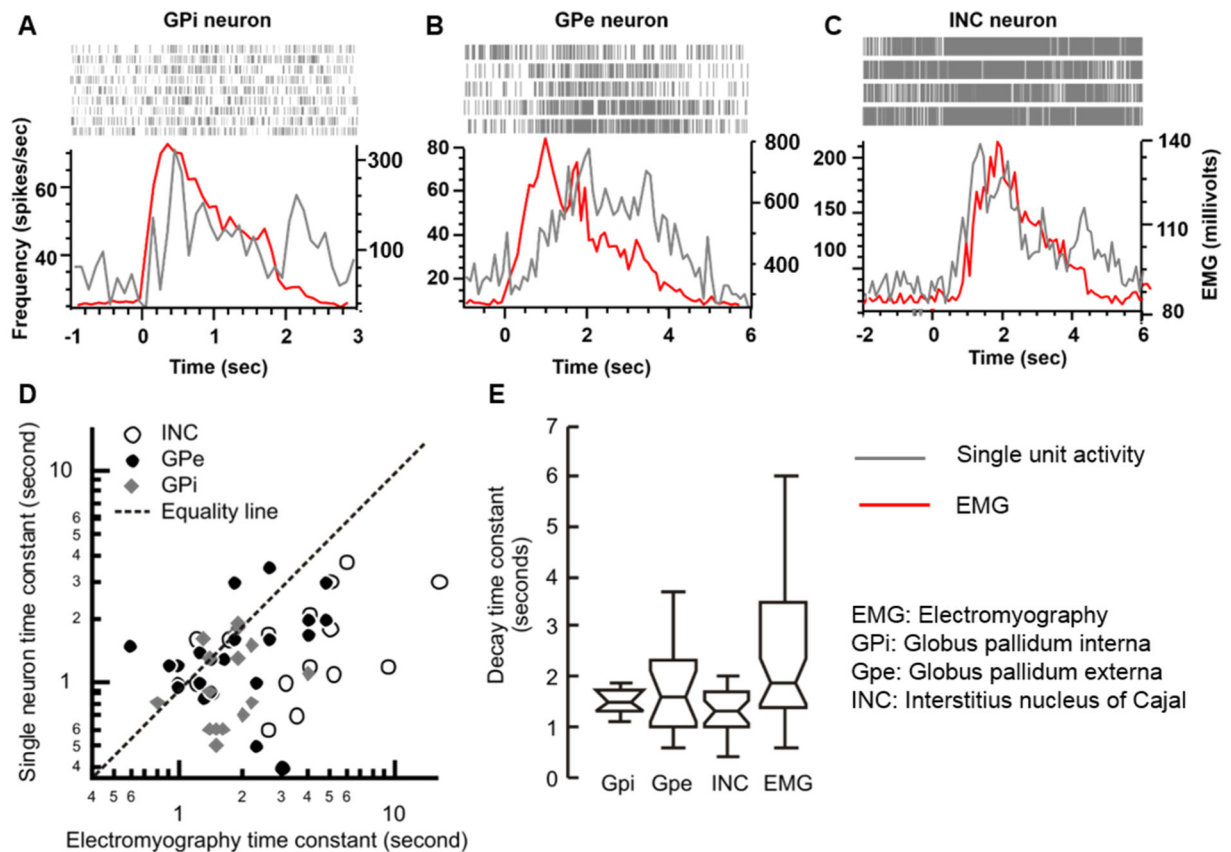 A GPi neuron
B GPe neuron
C INC neuron
Frequency (spikes/sec)
60
40
300
100
-1 0 1 2 3
Time (sec)
80
60
40
20
800
600
400
0 2 4 6
Time (sec)
200
150
100
140
110
80
EMG (millivolts)
-2 0 2 4 6
Time (sec)
D
Single neuron time constant (second)
INC
GPe
GPi
Equality line
10
6
5
4
3
2
1
6
5
4
4 5 6 1 2 3 4 5 6 10
Electromyography time constant (second)
E
Decay time constant
(seconds)
7
6
5
4
3
2
1
0
Gpi Gpe INC EMG
Single unit activity
EMG
EMG: Electromyography
GPi: Globus pallidum interna
Gpe: Globus pallidum externa
INC: Interstitius nucleus of Cajal